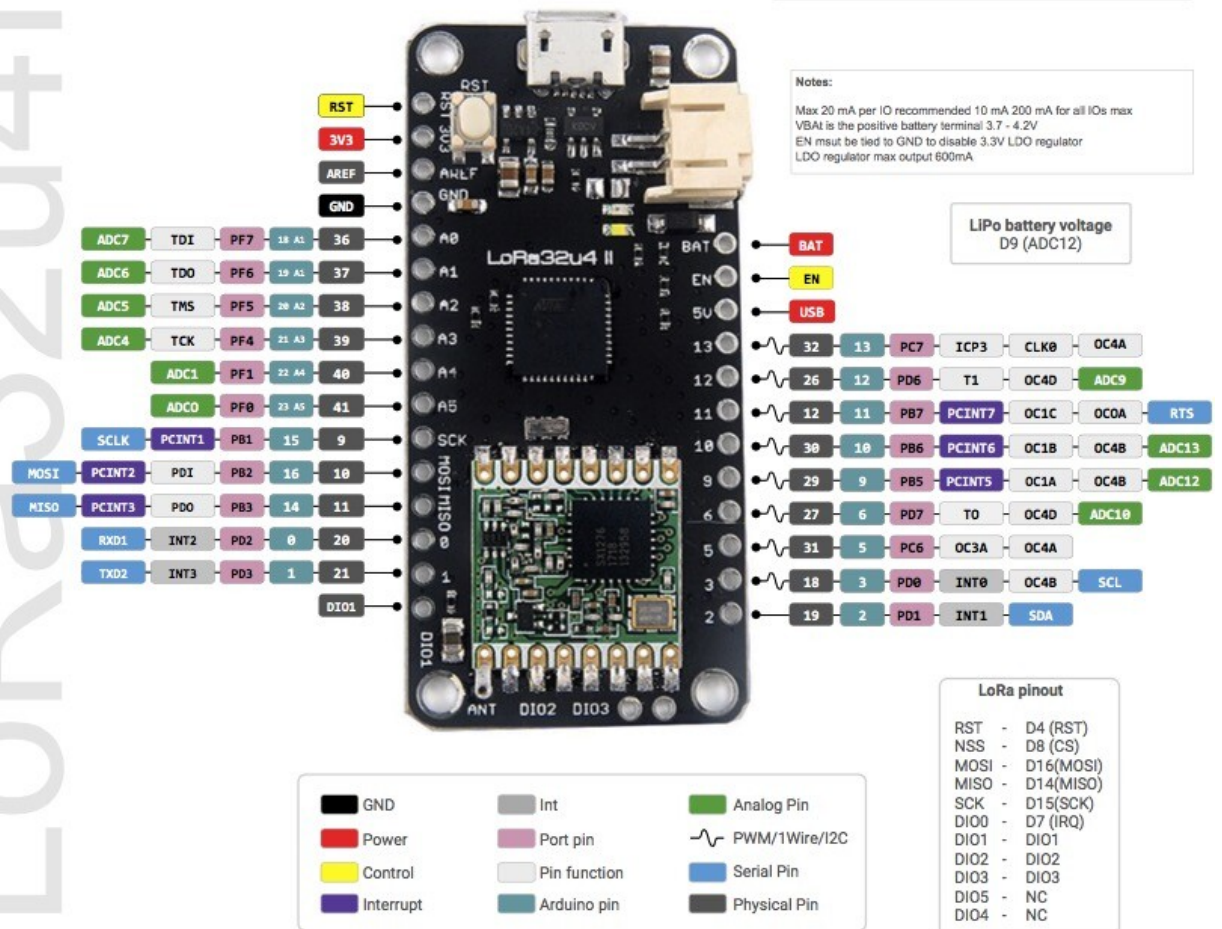 LoRa32u4II
Notes:
Max 20 mA per IO recommended 10 mA 200 mA for all IOs max
VBAt is the positive battery terminal 3.7 - 4.2V
EN msut be tied to GND to disable 3.3V LDO regulator
LDO regulator max output 600mA
LiPo battery voltage
D9 (ADC12)
RST
3V3
AREF
GND
ADC7 TDI PF7 18 A1 36
ADC6 TDO PF6 19 A1 37
ADC5 TMS PF5 20 A2 38
ADC4 TCK PF4 21 A3 39
ADC1 PF1 22 A4 40
ADC0 PF0 23 A5 41
SCLK PCINT1 PB1 15 9
MOSI PCINT2 PDI PB2 16 10
MISO PCINT3 PDO PB3 14 11
RXD1 INT2 PD2 0 20
TXD2 INT3 PD3 1 21
DIO1
RST
RST
3V3
AREF
GND
A0
A1
A2
A3
A4
A5
SCK
MOSI
MISO
0
1
DIO1
LoRa32u4 II
SX1276
ANT DIO2 DIO3
BAT
EN
5V
13
12
11
10
9
6
5
3
2
BAT
EN
USB
32 13 PC7 ICP3 CLK0 OC4A
26 12 PD6 T1 OC4D ADC9
12 11 PB7 PCINT7 OC1C OC0A RTS
30 10 PB6 PCINT6 OC1B OC4B ADC13
29 9 PB5 PCINT5 OC1A OC4B ADC12
27 6 PD7 T0 OC4D ADC10
31 5 PC6 OC3A OC4A
18 3 PD0 INT0 OC4B SCL
19 2 PD1 INT1 SDA
LoRa pinout
RST - D4 (RST)
NSS - D8 (CS)
MOSI - D16(MOSI)
MISO - D14(MISO)
SCK - D15(SCK)
DIO0 - D7 (IRQ)
DIO1 - DIO1
DIO2 - DIO2
DIO3 - DIO3
DIO5 - NC
DIO4 - NC
GND Int Analog Pin
Power Port pin PWM/1Wire/I2C
Control Pin function Serial Pin
Interrupt Arduino pin Physical Pin